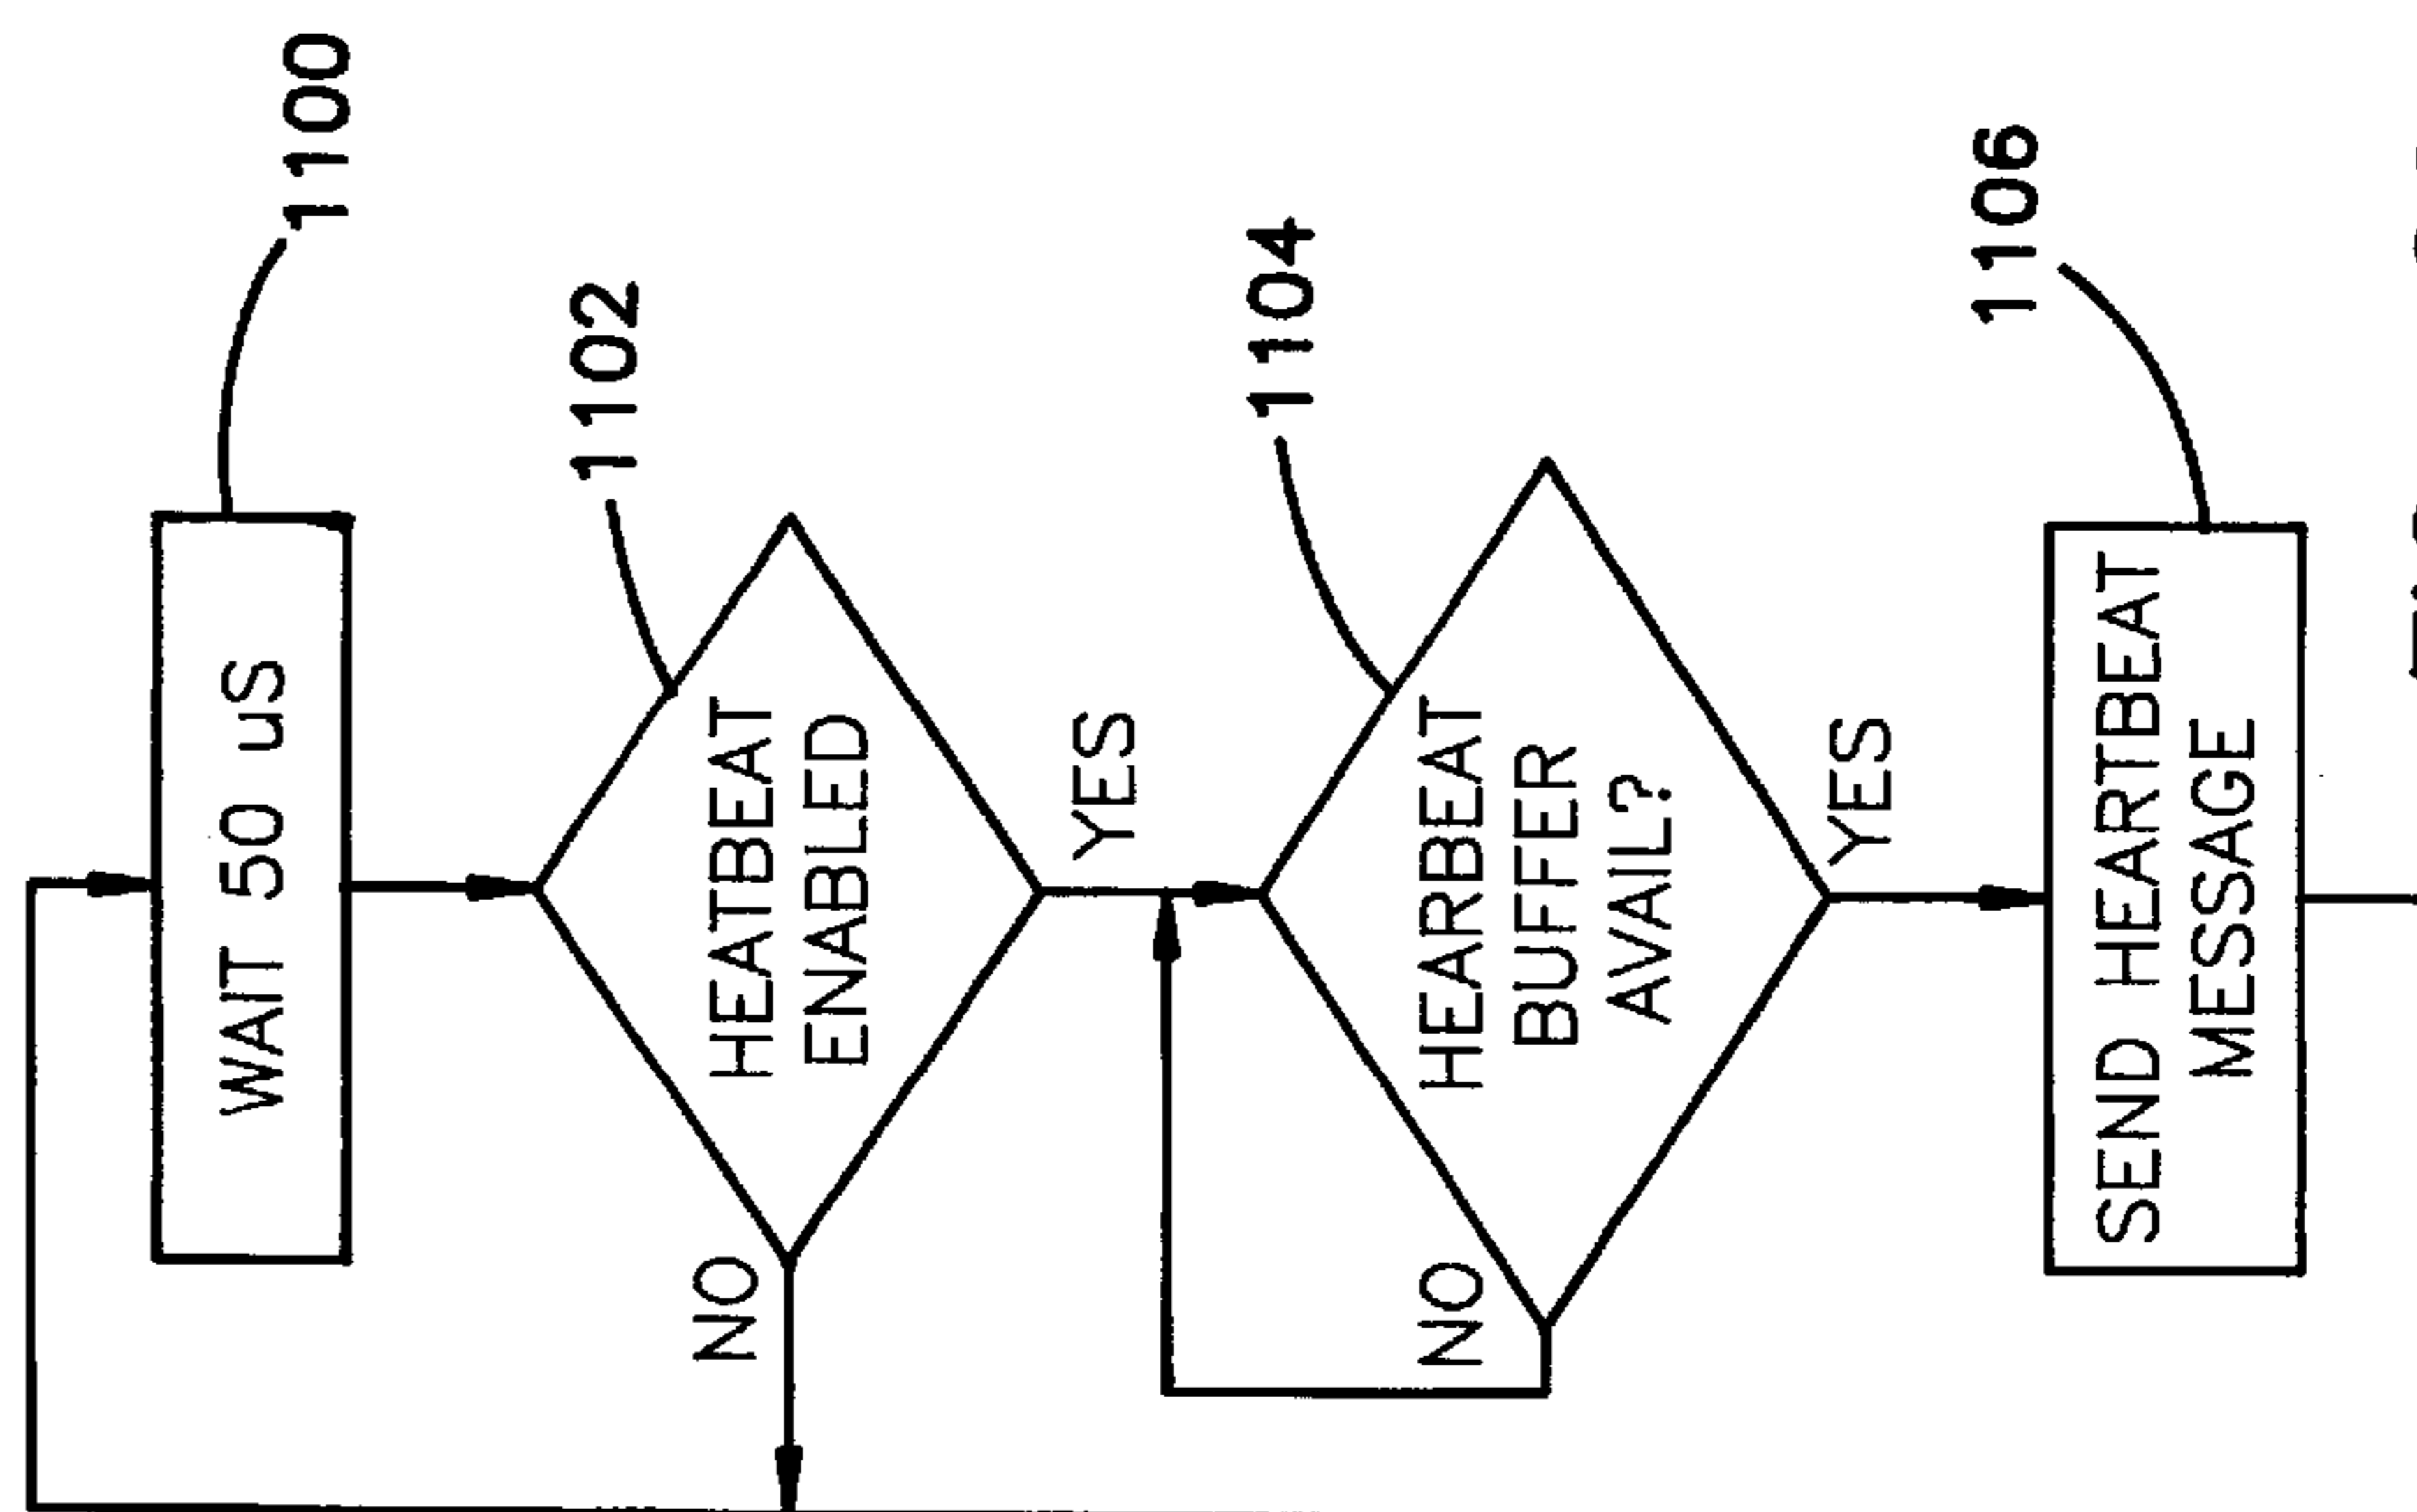 WAIT 50 uS
1100
HEATBEAT
ENABLED
1102
NO
YES
HEARBEAT
BUFFER
AVAIL?
1104
NO
YES
SEND HEARTBEAT
MESSAGE
1106